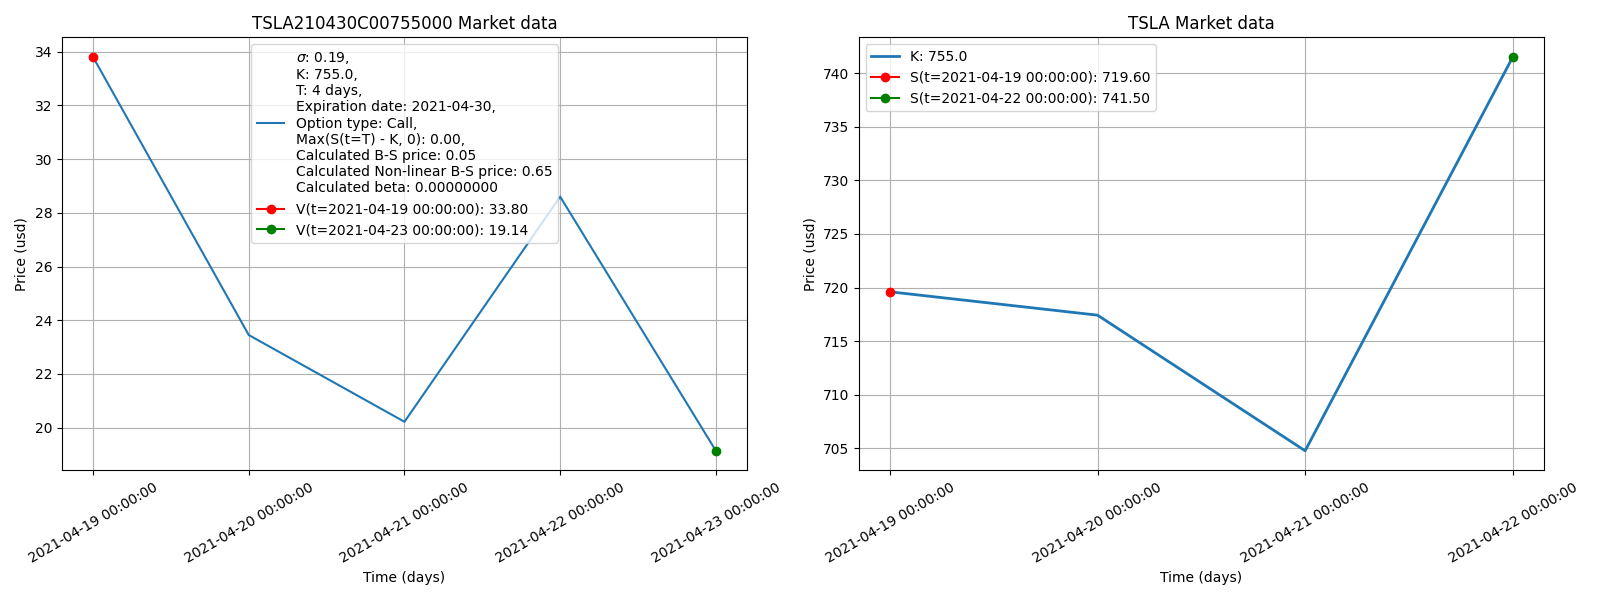 TSLA210430C00755000 Market data
34
32
30
28
26
24
22
20
Price (usd)
σ: 0.19,
K: 755.0,
T: 4 days,
Expiration date: 2021-04-30,
Option type: Call,
Max(S(t=T) - K, 0): 0.00,
Calculated B-S price: 0.05
Calculated Non-linear B-S price: 0.65
Calculated beta: 0.00000000
V(t=2021-04-19 00:00:00): 33.80
V(t=2021-04-23 00:00:00): 19.14
2021-04-19 00:00:00
2021-04-20 00:00:00
2021-04-21 00:00:00
2021-04-22 00:00:00
2021-04-23 00:00:00
Time (days)
TSLA Market data
740
735
730
725
720
715
710
705
Price (usd)
K: 755.0
S(t=2021-04-19 00:00:00): 719.60
S(t=2021-04-22 00:00:00): 741.50
2021-04-19 00:00:00
2021-04-20 00:00:00
2021-04-21 00:00:00
2021-04-22 00:00:00
Time (days)